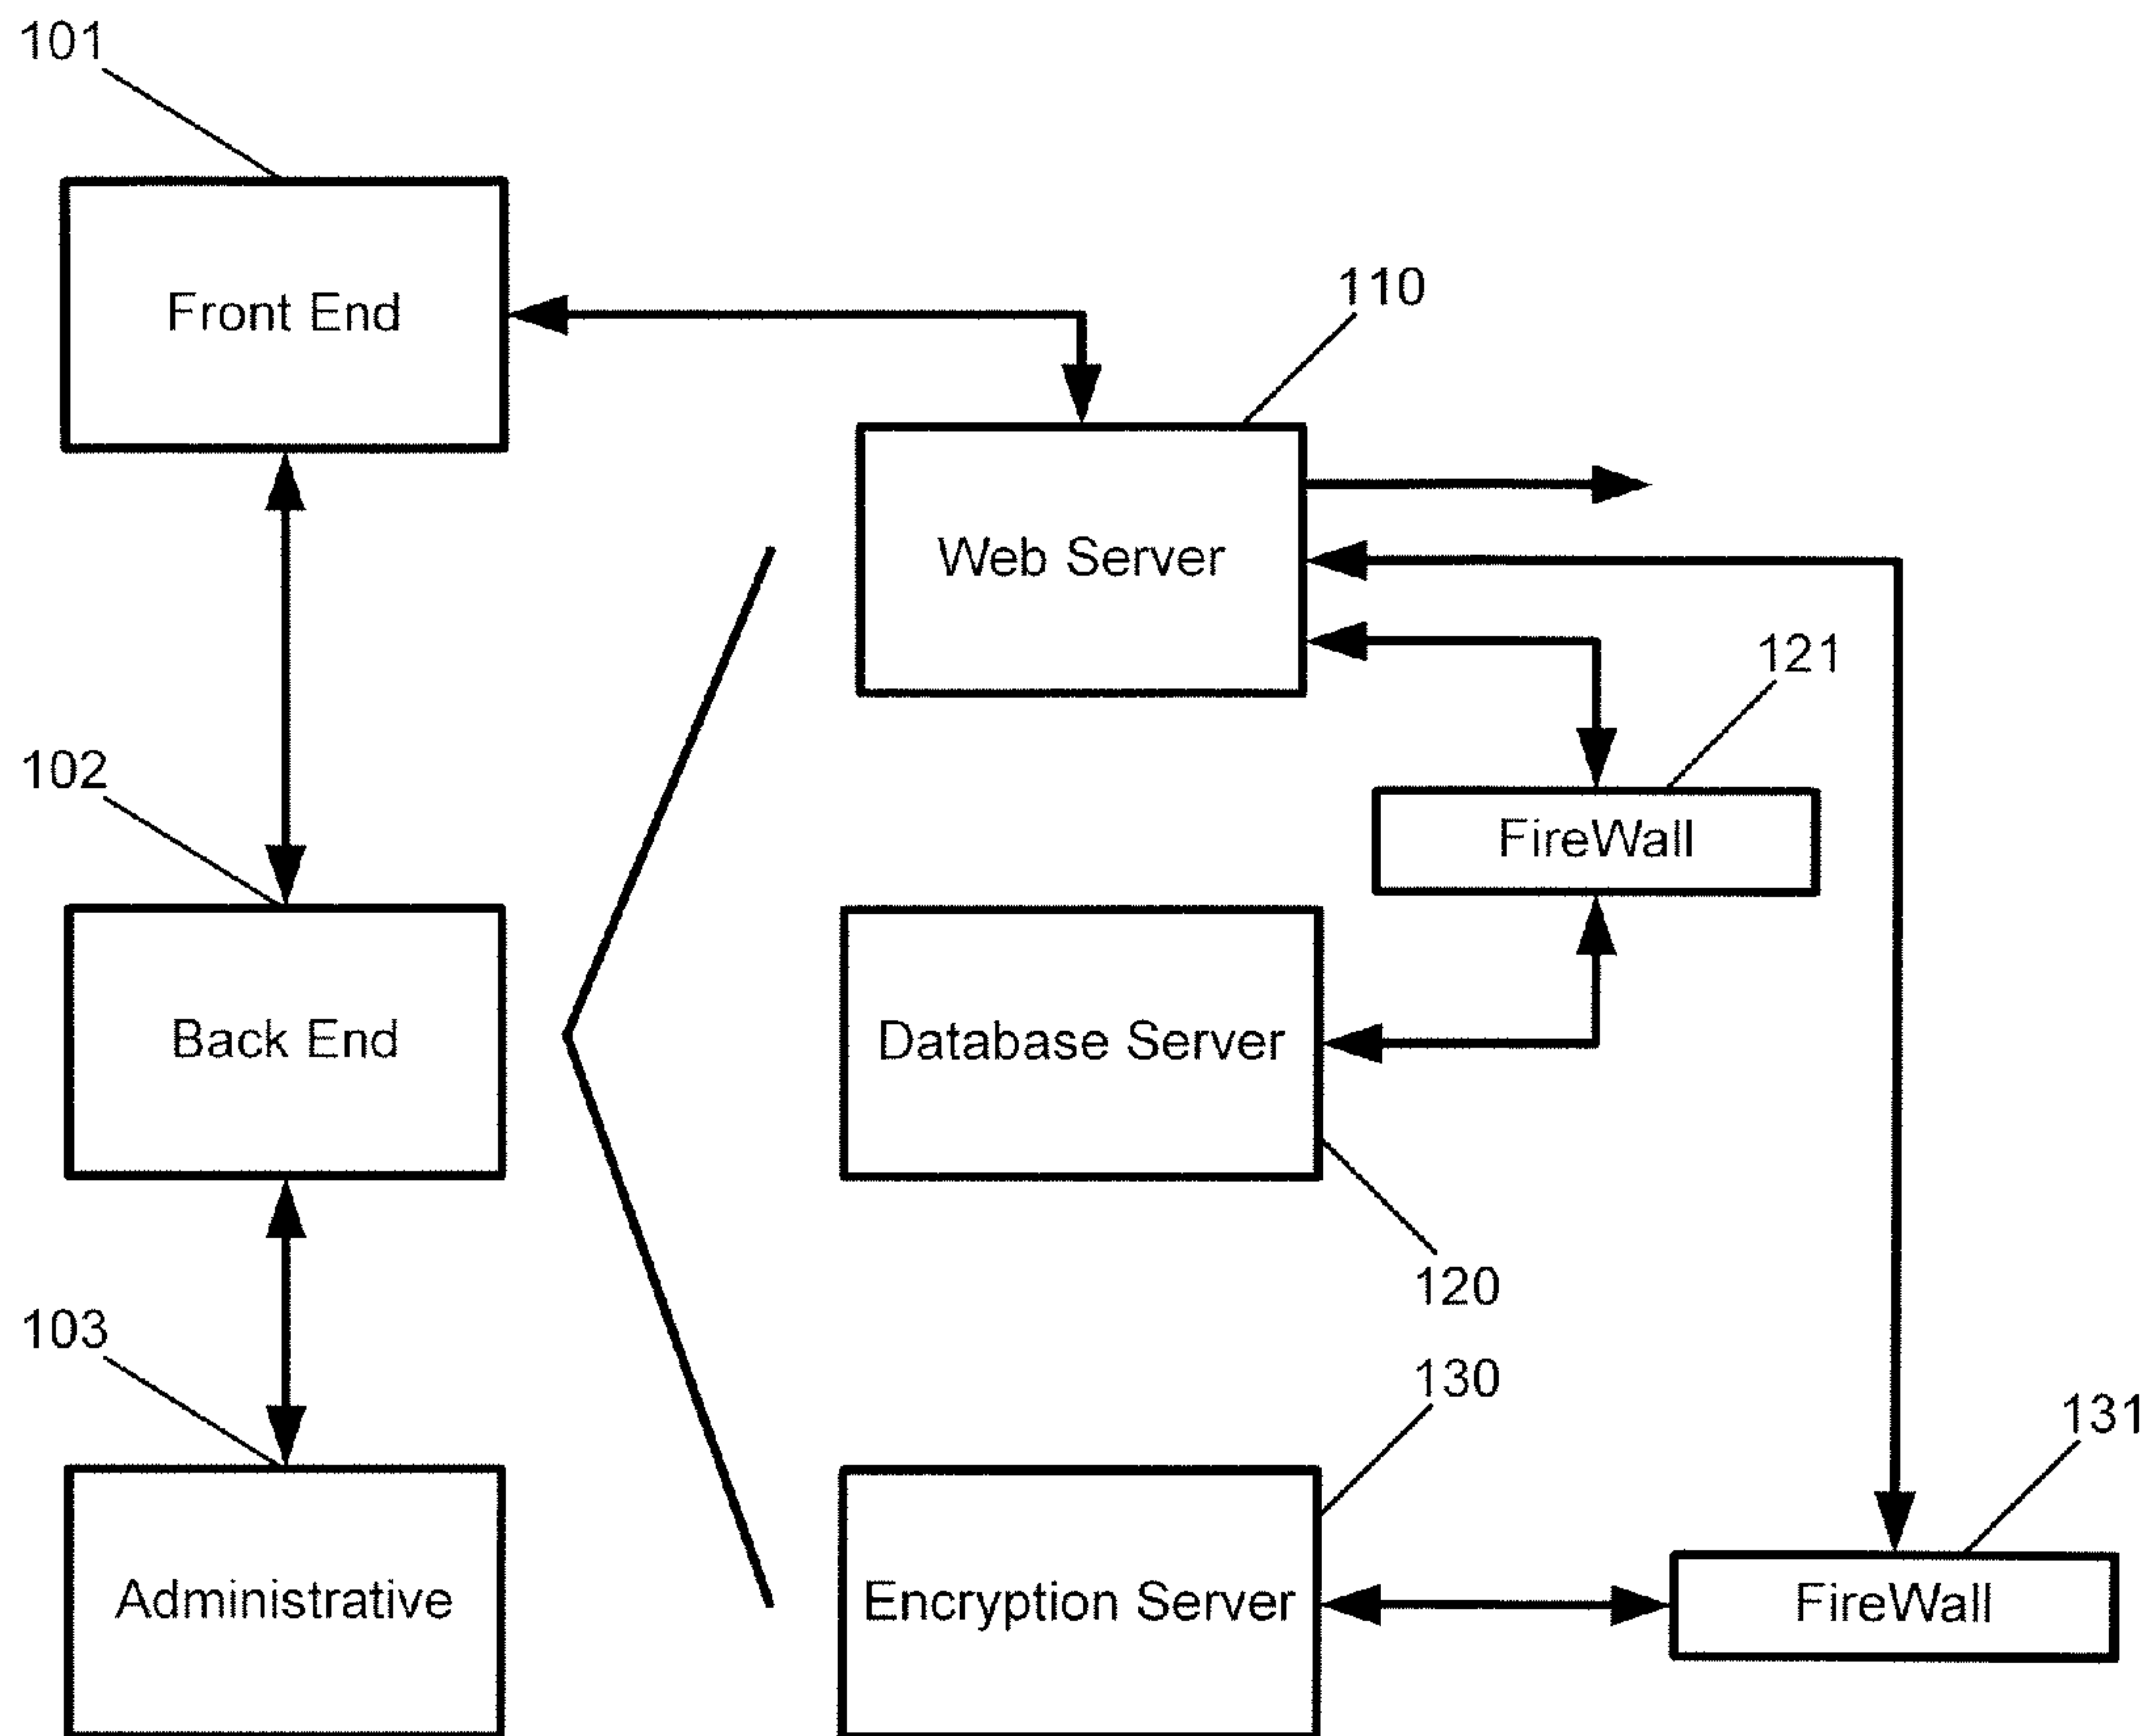 101
Front End
110
Web Server
121
FireWall
102
Back End
Database Server
120
103
130
131
Administrative
Encryption Server
FireWall